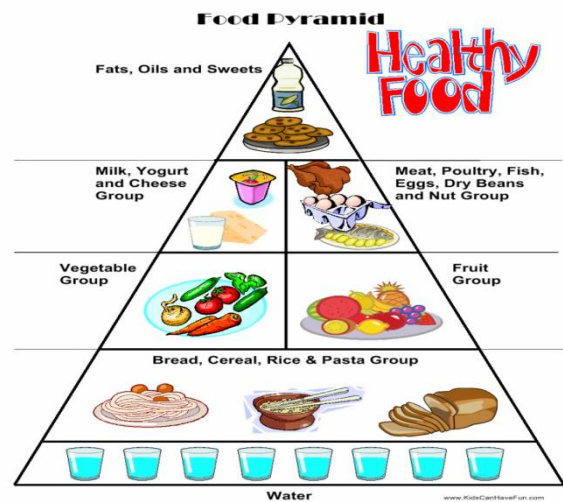 Food Pyramid
Healthy
Food
Fats, Oils and Sweets
Milk, Yogurt
and Cheese
Group
Meat, Poultry, Fish,
Eggs, Dry Beans
and Nut Group
Vegetable
Group
Fruit
Group
Bread, Cereal, Rice & Pasta Group
Water
www.KidsCanHaveFun.com